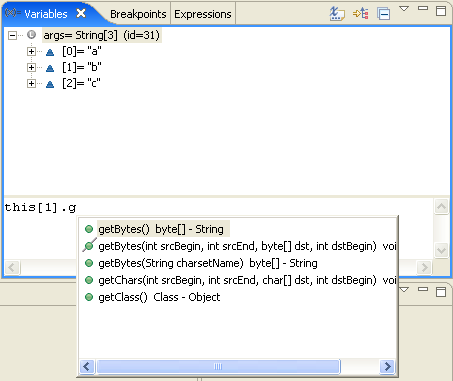 Variables Breakpoints Expressions
args= String[3] (id=31)
[0]= "a"
[1]= "b"
[2]= "c"
this[1].g
getBytes() byte[] - String
getBytes(int srcBegin, int srcEnd, byte[] dst, int dstBegin) voi
getBytes(String charsetName) byte[] - String
getChars(int srcBegin, int srcEnd, char[] dst, int dstBegin) voi
getClass() Class - Object